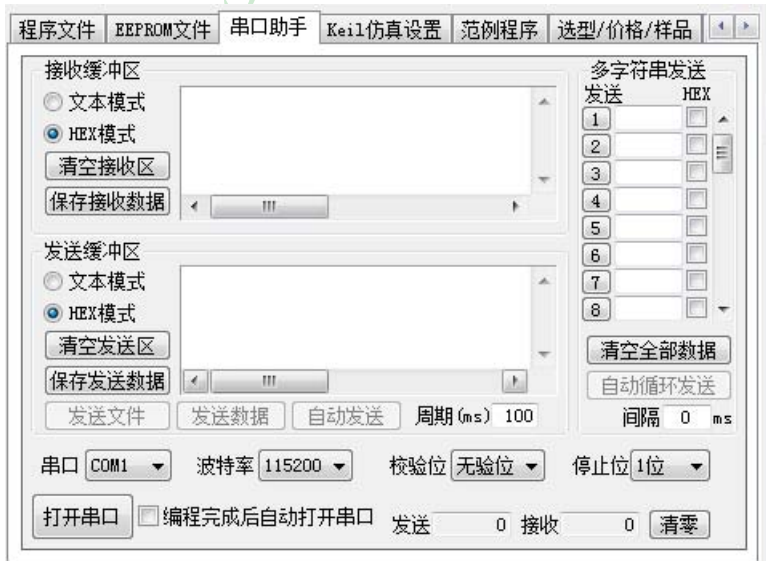 程序文件 EEPROM文件 串口助手 Keil仿真设置 范例程序 选型/价格/样品
接收缓冲区
文本模式
HEX模式
清空接收区
保存接收数据
发送缓冲区
文本模式
HEX模式
清空发送区
保存发送数据
发送文件 发送数据 自动发送 周期(ms) 100
多字符串发送
发送 HEX
1
2
3
4
5
6
7
8
清空全部数据
自动循环发送
间隔 0 ms
串口 COM1 波特率 115200 校验位 无验位 停止位 1位
打开串口 编程完成后自动打开串口 发送 0 接收 0 清零